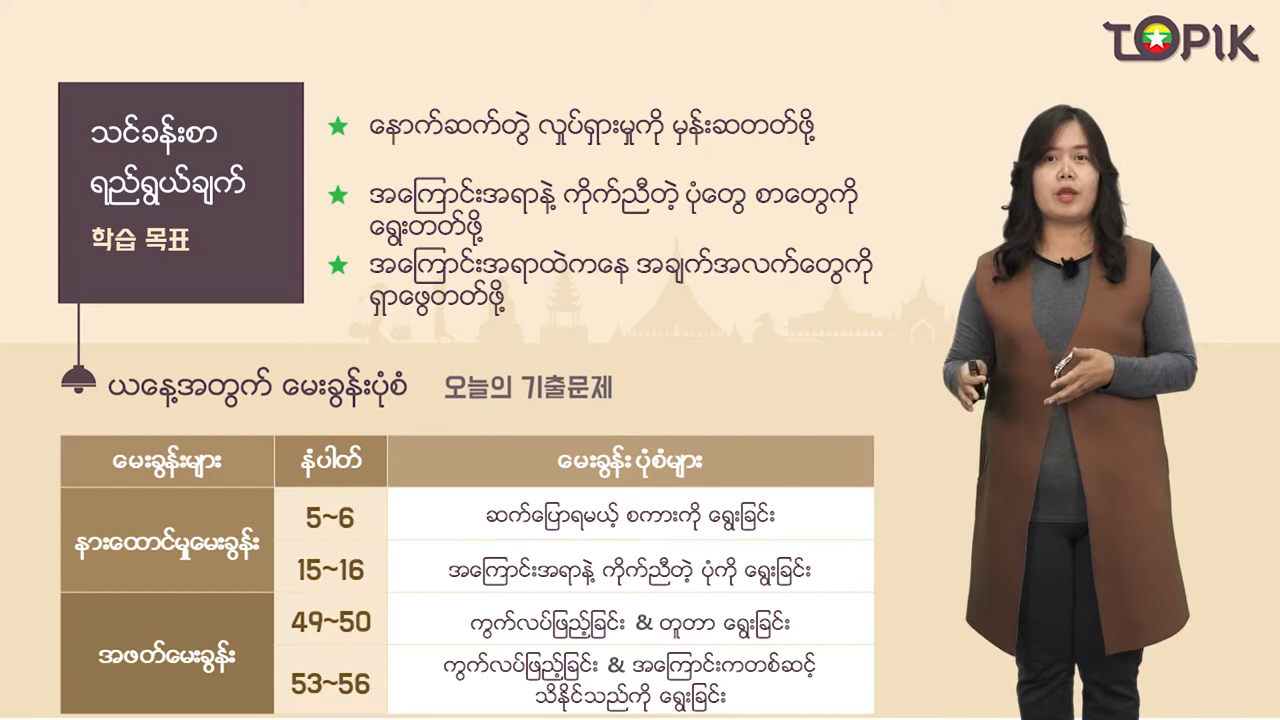 TOPIK
သင်ခန်းစာ
ရည်ရွယ်ချက်
학습 목표
နောက်ဆက်တွဲ လှုပ်ရှားမှုကို မှန်းဆတတ်ဖို့
အကြောင်းအရာနဲ့ ကိုက်ညီတဲ့ ပုံတွေ စာတွေကို
ရွေးတတ်ဖို့
အကြောင်းအရာထဲကနေ အချက်အလက်တွေကို
ရှာဖွေတတ်ဖို့
ယနေ့အတွက် မေးခွန်းပုံစံ 오늘의 기출문제
မေးခွန်းများ နံပါတ် မေးခွန်း ပုံစံများ
နားထောင်မှုမေးခွန်း
5~6 ဆက်ပြောရမယ့် စကားကို ရွေးခြင်း
15~16 အကြောင်းအရာနဲ့ ကိုက်ညီတဲ့ ပုံကို ရွေးခြင်း
အဖတ်မေးခွန်း
49~50 ကွက်လပ်ဖြည့်ခြင်း & တူတာ ရွေးခြင်း
53~56 ကွက်လပ်ဖြည့်ခြင်း & အကြောင်းကတစ်ဆင့်
သိနိုင်သည်ကို ရွေးခြင်း